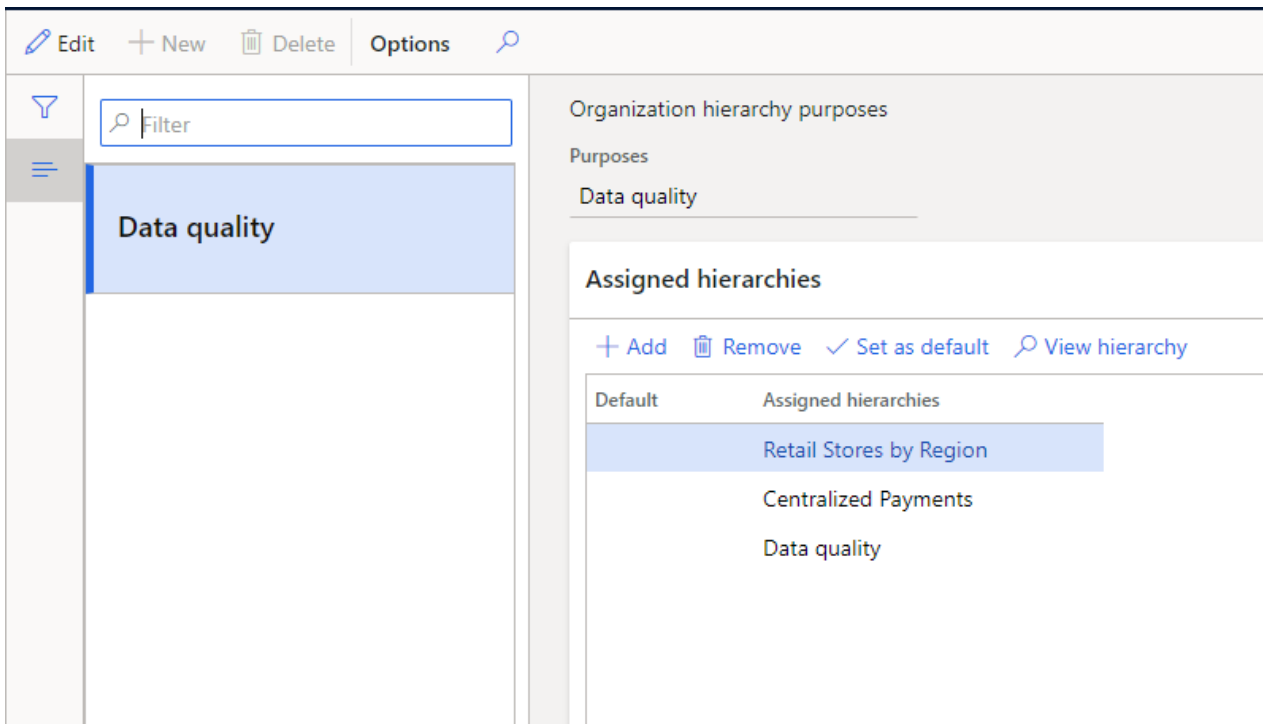 Edit New Delete Options
Filter
Data quality
Organization hierarchy purposes
Purposes
Data quality
Assigned hierarchies
Add Remove Set as default View hierarchy
Default Assigned hierarchies
Retail Stores by Region
Centralized Payments
Data quality